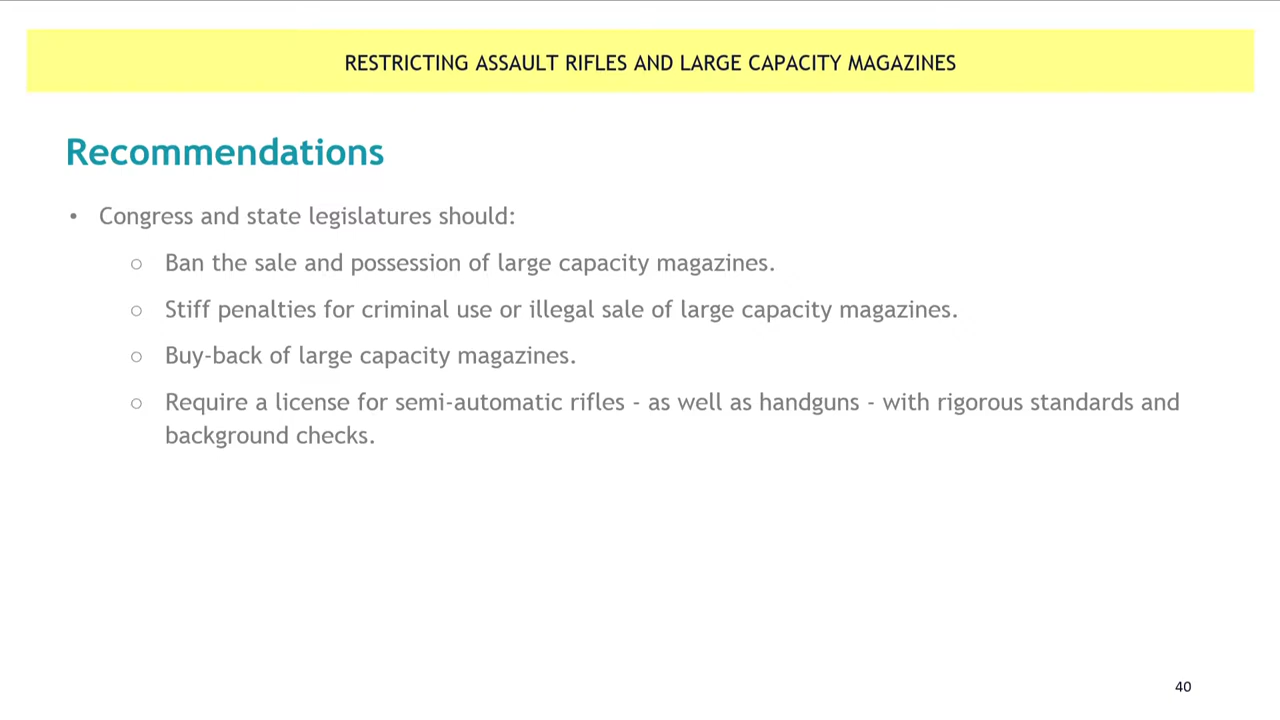 RESTRICTING ASSAULT RIFLES AND LARGE CAPACITY MAGAZINES
Recommendations
• Congress and state legislatures should:
○ Ban the sale and possession of large capacity magazines.
○ Stiff penalties for criminal use or illegal sale of large capacity magazines.
○ Buy-back of large capacity magazines.
○ Require a license for semi-automatic rifles - as well as handguns - with rigorous standards and
background checks.
40